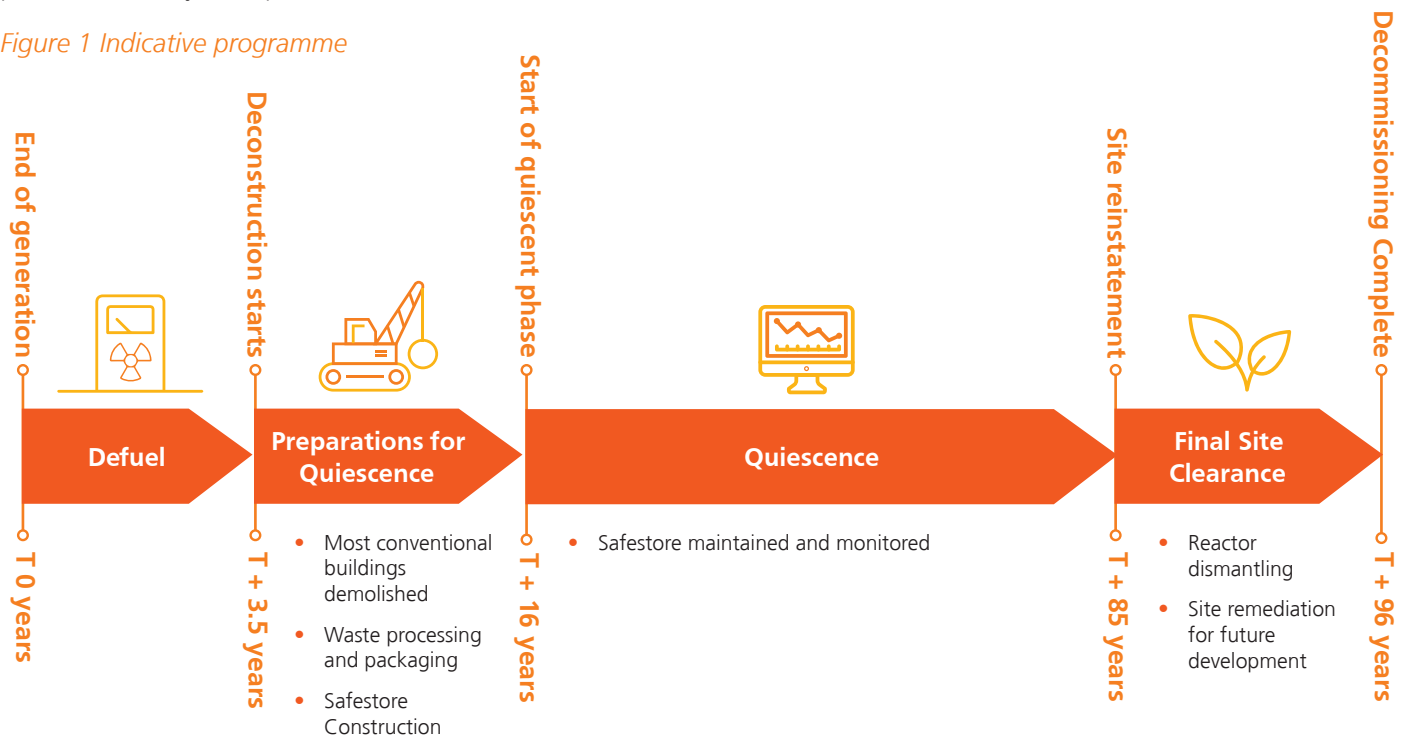 Figure 1 Indicative programme
End of generation
Deconstruction starts
Start of quiescent phase
Site reinstatement
Decommissioning Complete
Defuel
Preparations for
Quiescence
Quiescence
Final Site
Clearance
T 0 years
T + 3.5 years
• Most conventional
buildings
demolished
• Waste processing
and packaging
• Safestore
Construction
T + 16 years
• Safestore maintained and monitored
T + 85 years
• Reactor
dismantling
• Site remediation
for future
development
T + 96 years